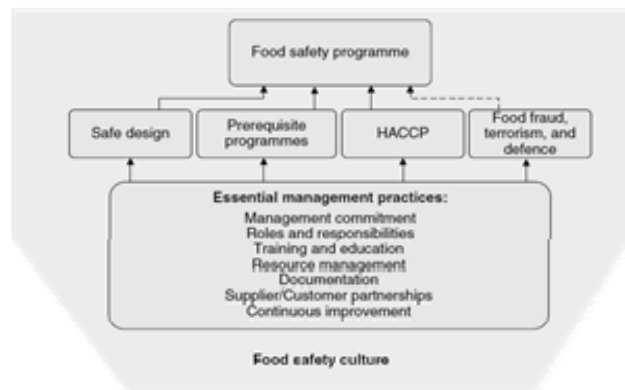 Food safety programme
Safe design
Prerequisite
programmes
HACCP
Food fraud,
terrorism, and
defence
Essential management practices:
Management commitment
Roles and responsibilities
Training and education
Resource management
Documentation
Supplier/Customer partnerships
Continuous improvement
Food safety culture